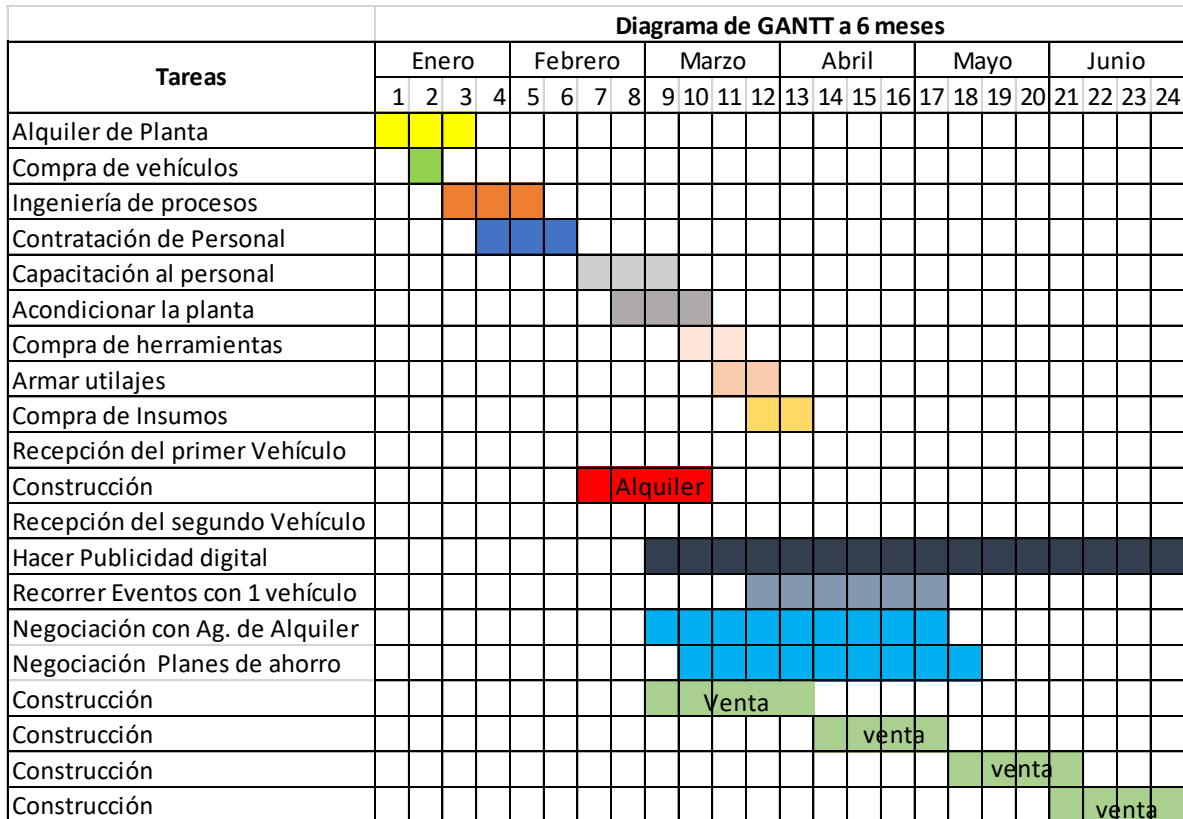 Diagrama de GANTT a 6 meses
Tareas
Enero Febrero Marzo Abril Mayo Junio
1 2 3 4 5 6 7 8 9 10 11 12 13 14 15 16 17 18 19 20 21 22 23 24
Alquiler de Planta
Compra de vehículos
Ingeniería de procesos
Contratación de Personal
Capacitación al personal
Acondicionar la planta
Compra de herramientas
Armar utilajes
Compra de Insumos
Recepción del primer Vehículo
Construcción Alquiler
Recepción del segundo Vehículo
Hacer Publicidad digital
Recorrer Eventos con 1 vehículo
Negociación con Ag. de Alquiler
Negociación Planes de ahorro
Construcción Venta
Construcción venta
Construcción venta
Construcción venta